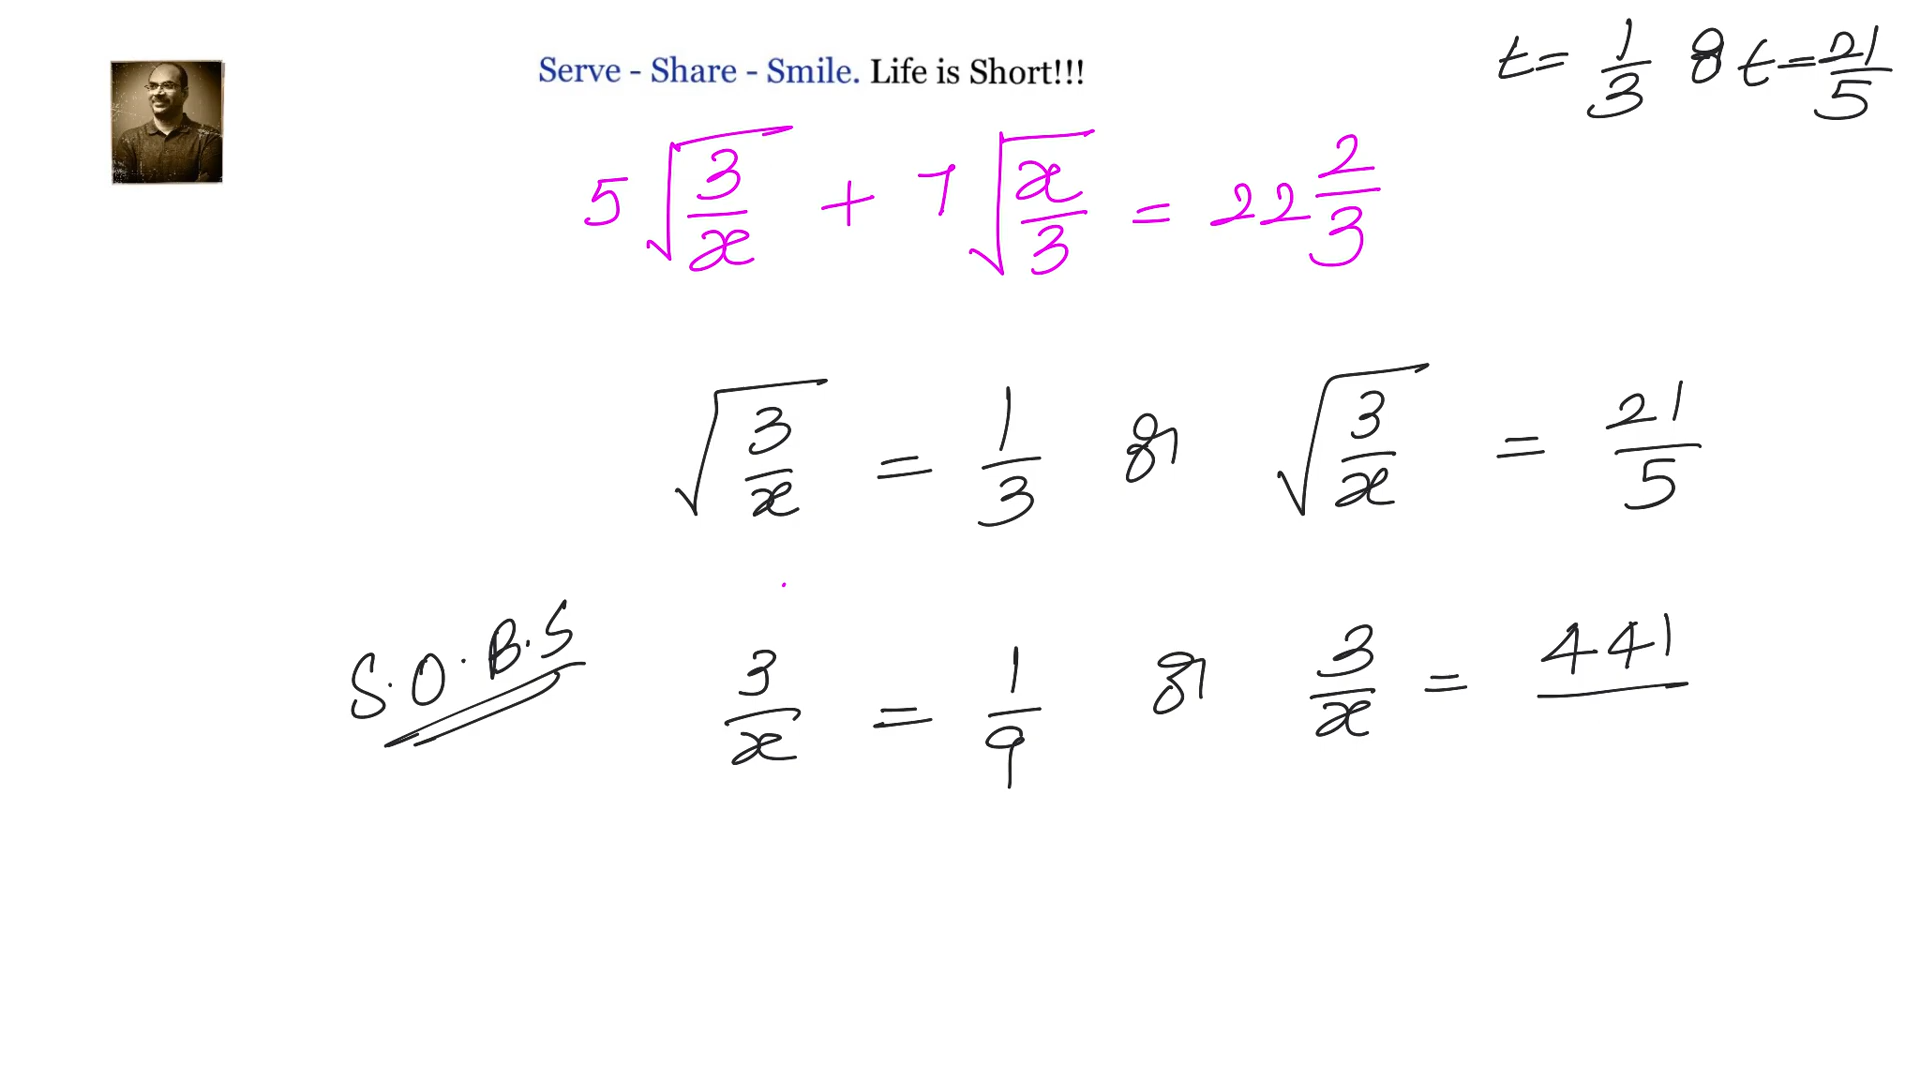 Serve - Share - Smile. Life is Short!!!
t = 1/3 & t = 21/5
5√(3/x) + 7√(x/3) = 22 2/3
√(3/x) = 1/3 or √(3/x) = 21/5
S.O.B.S 3/x = 1/9 or 3/x = 441/